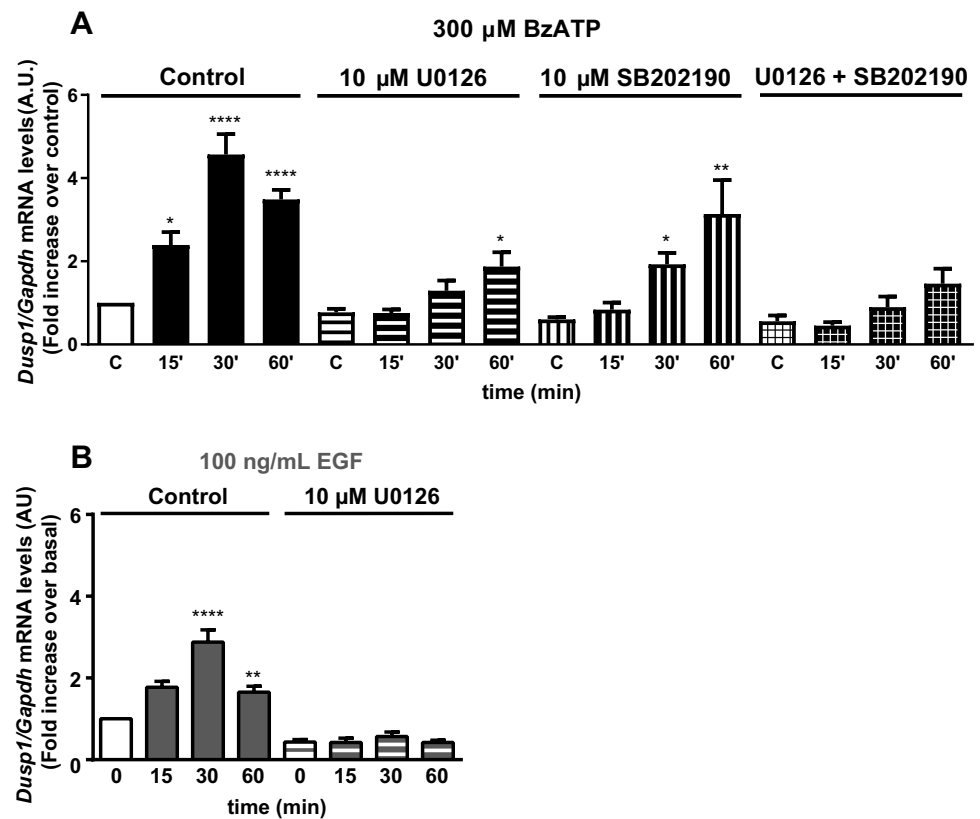 A
300 µM BzATP
Control
10 µM U0126
10 µM SB202190
U0126 + SB202190
Dusp1/Gapdh mRNA levels (A.U.)
(Fold increase over control)
6
4
2
0
****
****
*
*
*
**
C 15' 30' 60' C 15' 30' 60' C 15' 30' 60' C 15' 30' 60'
time (min)
B
100 ng/mL EGF
Control
10 µM U0126
Dusp1/Gapdh mRNA levels (AU)
(Fold increase over basal)
6
4
2
0
****
**
0 15 30 60 0 15 30 60
time (min)